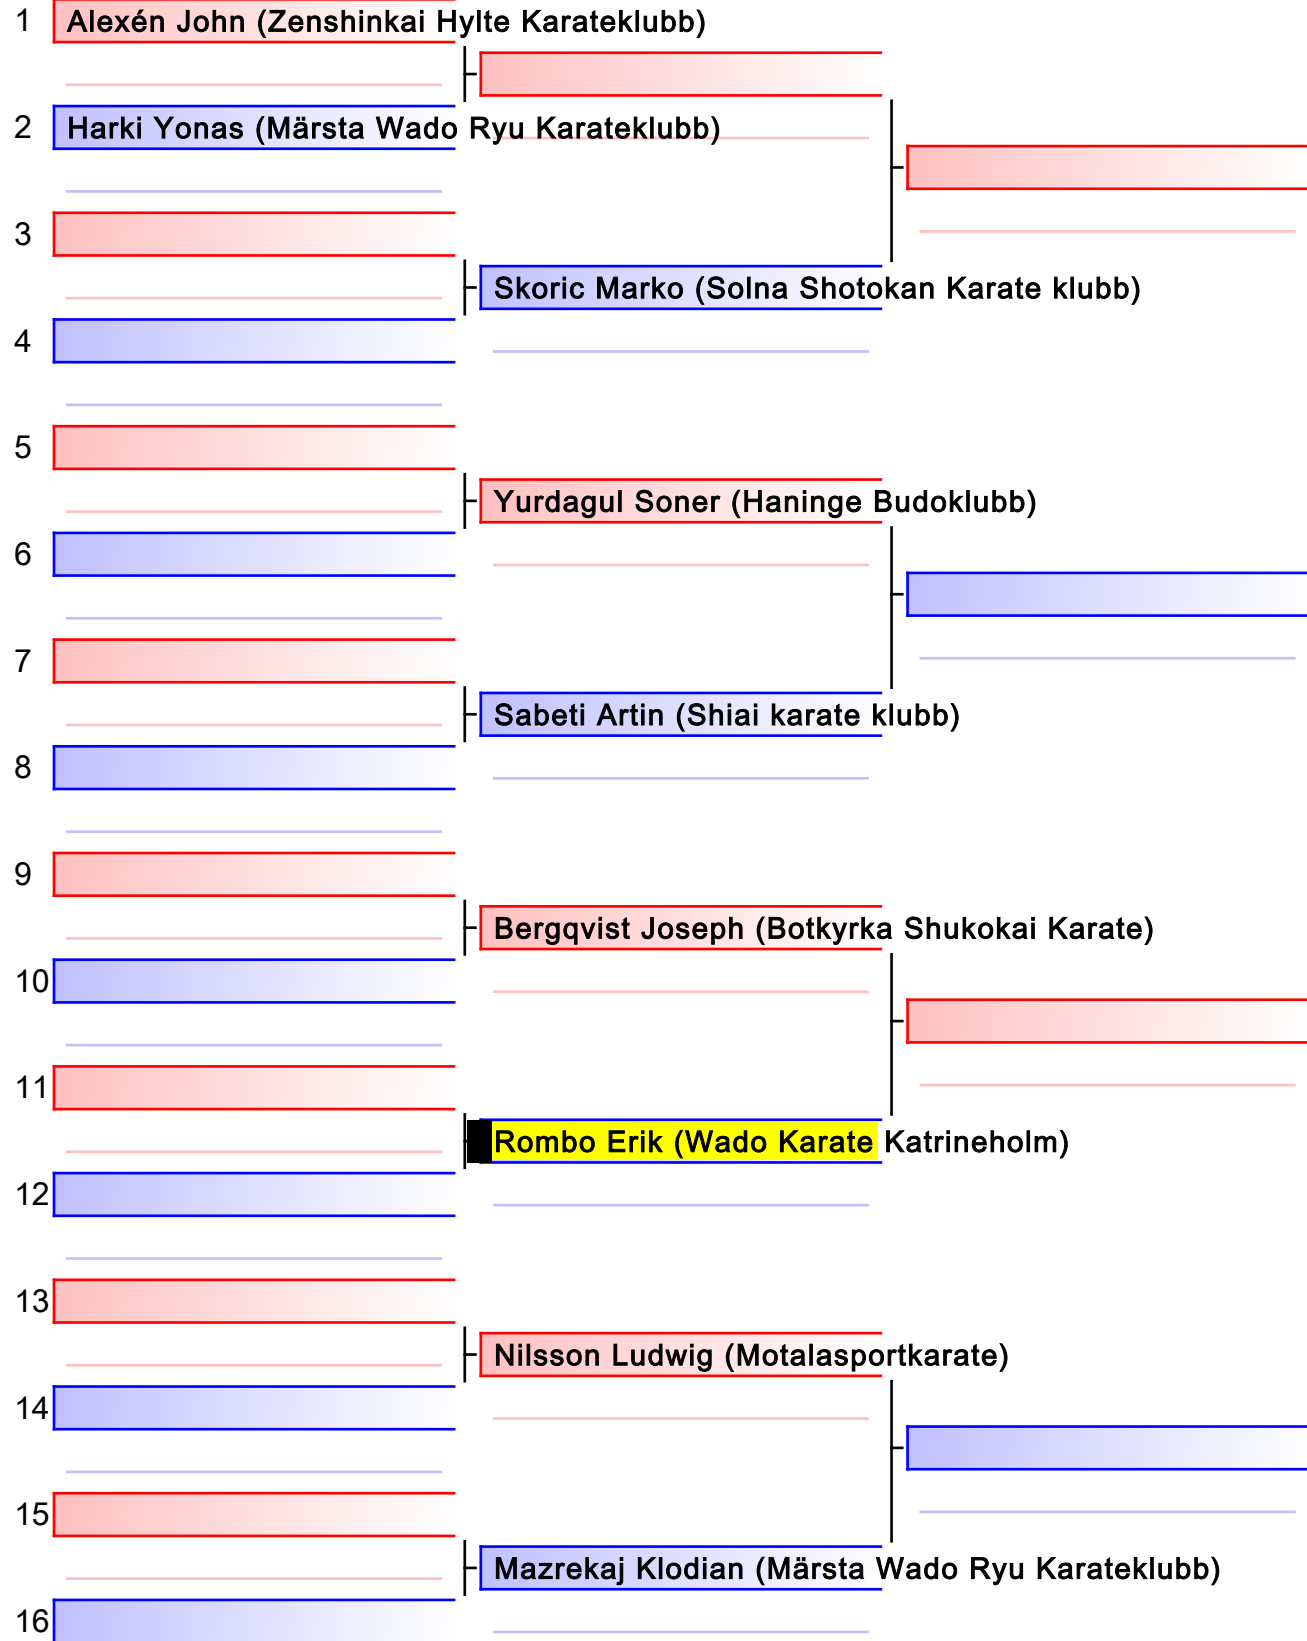 1 Alexén John (Zenshinkai Hylte Karateklubb)
2 Harki Yonas (Märsta Wado Ryu Karateklubb)
3
Skoric Marko (Solna Shotokan Karate klubb)
4
5
Yurdagul Soner (Haninge Budoklubb)
6
7
Sabeti Artin (Shiai karate klubb)
8
9
Bergqvist Joseph (Botkyrka Shukokai Karate)
10
11
Rombo Erik (Wado Karate Katrineholm)
12
13
Nilsson Ludwig (Motalasportkarate)
14
15
Mazrekaj Klodian (Märsta Wado Ryu Karateklubb)
16